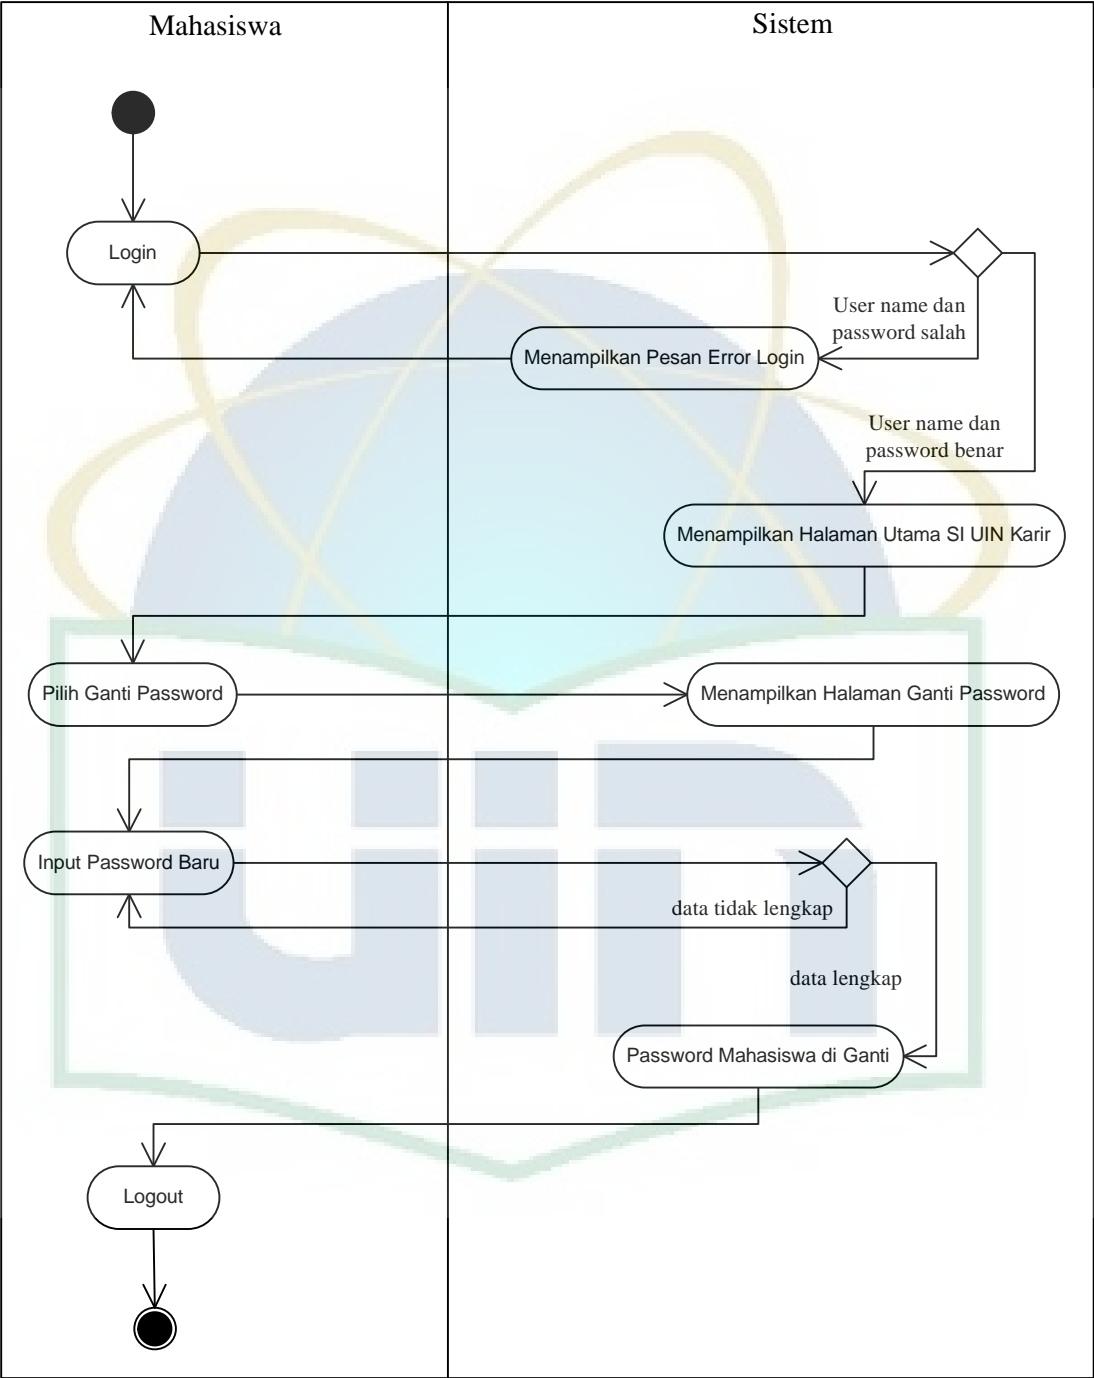 Mahasiswa
Sistem
Login
User name dan
password salah
Menampilkan Pesan Error Login
User name dan
password benar
Menampilkan Halaman Utama SI UIN Karir
Pilih Ganti Password
Menampilkan Halaman Ganti Password
Input Password Baru
data tidak lengkap
data lengkap
Password Mahasiswa di Ganti
Logout
uin